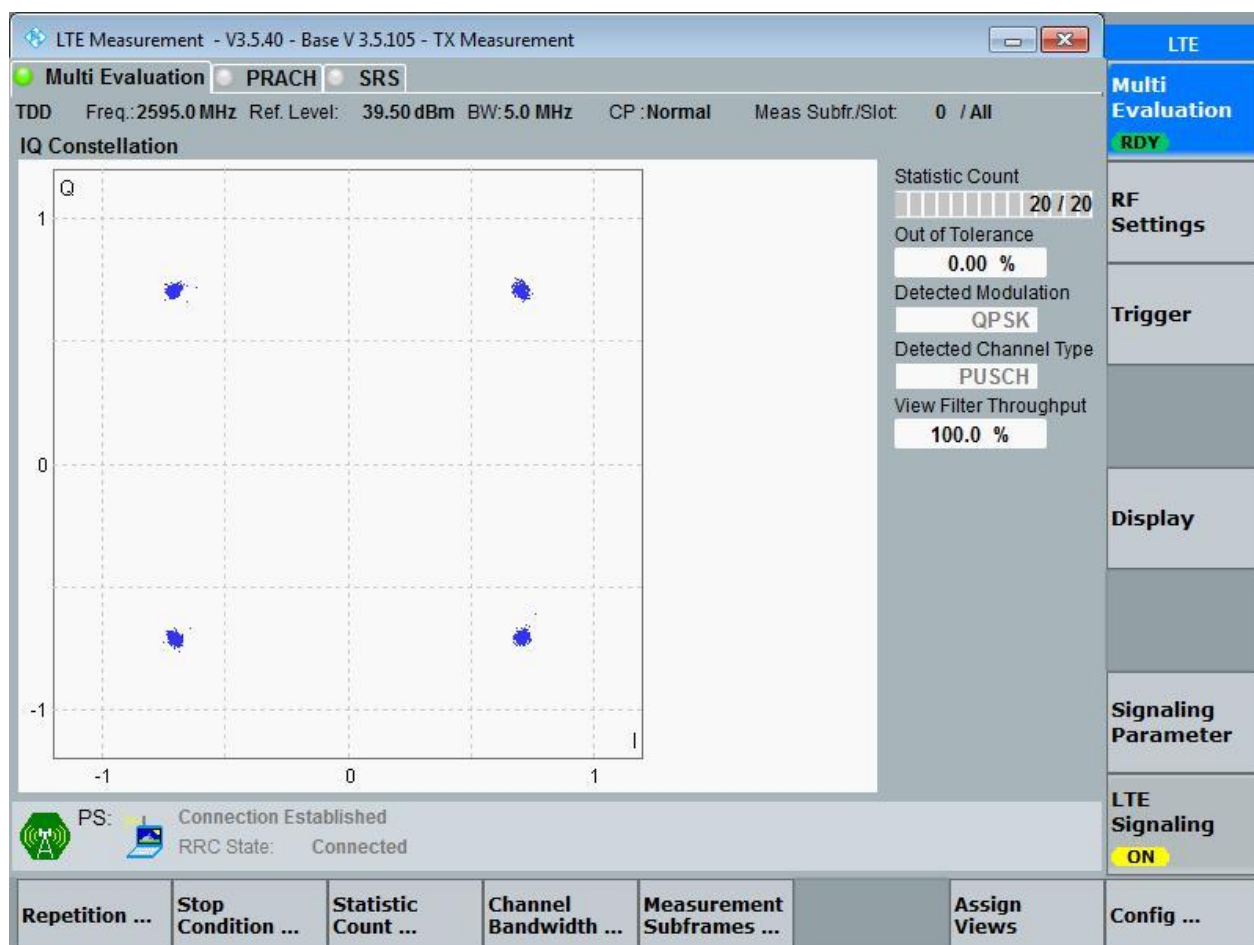 LTE Measurement - V3.5.40 - Base V 3.5.105 - TX Measurement
LTE
Multi Evaluation PRACH SRS
Multi
Evaluation
RDY
TDD Freq.: 2595.0 MHz Ref. Level: 39.50 dBm BW: 5.0 MHz CP : Normal Meas Subfr./Slot: 0 / All
IQ Constellation
Q
1
0
-1
I
-1 0 1
Statistic Count
20 / 20
Out of Tolerance
0.00 %
Detected Modulation
QPSK
Detected Channel Type
PUSCH
View Filter Throughput
100.0 %
RF
Settings
Trigger
Display
Signaling
Parameter
LTE
Signaling
ON
PS: Connection Established
RRC State: Connected
Repetition ...
Stop
Condition ...
Statistic
Count ...
Channel
Bandwidth ...
Measurement
Subframes ...
Assign
Views
Config ...